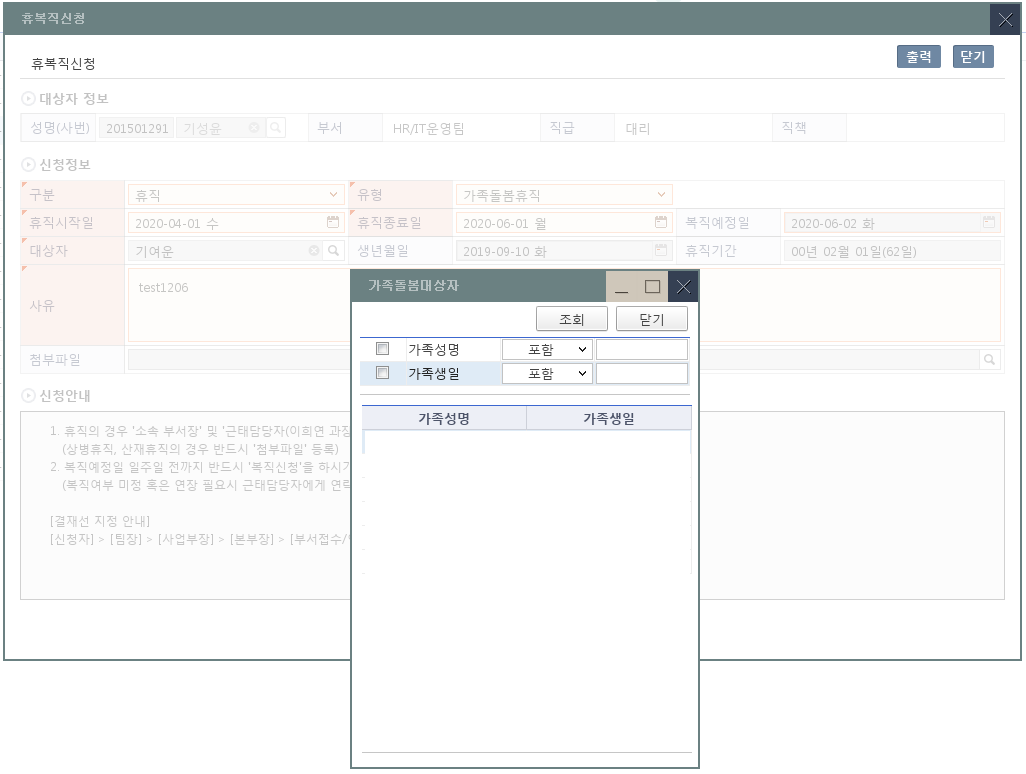 휴복직신청
휴복직신청 출력 닫기
대상자 정보
성명(사번) 201501291 기성윤 부서 HR/IT운영팀 직급 대리 직책
신청정보
구분 휴직 유형 가족돌봄휴직
휴직시작일 2020-04-01 수 휴직종료일 2020-06-01 월 복직예정일 2020-06-02 화
대상자 기여운 생년월일 2019-09-10 화 휴직기간 00년 02월 01일(62일)
사유 test1206
첨부파일
신청안내
1. 휴직의 경우 '소속 부서장' 및 '근태담당자(이희연 과장
(상병휴직, 산재휴직의 경우 반드시 '첨부파일' 등록)
2. 복직예정일 일주일 전까지 반드시 '복직신청'을 하시기
(복직여부 미정 혹은 연장 필요시 근태담당자에게 연락
[결재선 지정 안내]
[신청자] > [팀장] > [사업부장] > [본부장] > [부서접수/
가족돌봄대상자
조회 닫기
가족성명 포함
가족생일 포함
가족성명 가족생일